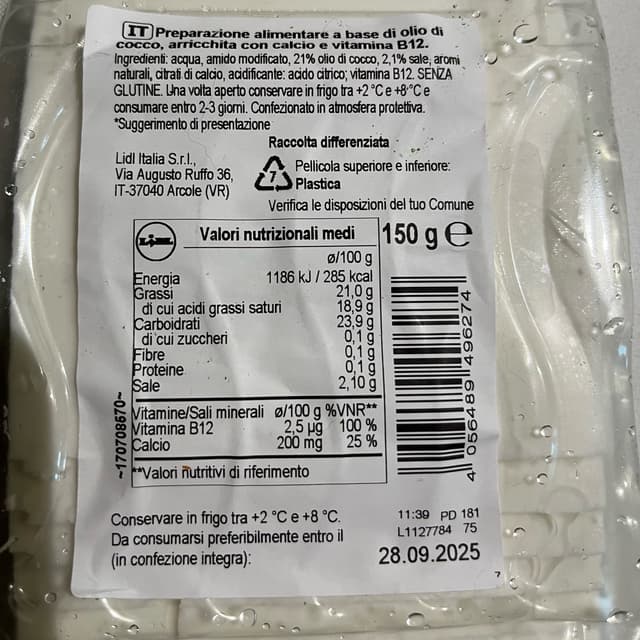 IT Preparazione alimentare a base di olio di
cocco, arricchita con calcio e vitamina B12.
Ingredienti: acqua, amido modificato, 21% olio di cocco, 2,1% sale, aromi
naturali, citrati di calcio, acidificante: acido citrico; vitamina B12. SENZA
GLUTINE. Una volta aperto conservare in frigo tra +2 °C e +8 °C e
consumare entro 2-3 giorni. Confezionato in atmosfera protettiva.
*Suggerimento di presentazione
Raccolta differenziata
Lidl Italia S.r.l.,
Via Augusto Ruffo 36,
IT-37040 Arcole (VR)
7
Pellicola superiore e inferiore:
Plastica
Verifica le disposizioni del tuo Comune
Valori nutrizionali medi
150 g e
ø/100 g
Energia 1186 kJ / 285 kcal
Grassi 21,0 g
di cui acidi grassi saturi 18,9 g
Carboidrati 23,9 g
di cui zuccheri 0,1 g
Fibre 0,1 g
Proteine 0,1 g
Sale 2,10 g
Vitamine/Sali minerali ø/100 g %VNR**
Vitamina B12 2,5 µg 100 %
Calcio 200 mg 25 %
**Valori nutritivi di riferimento
~170708670~
4 056489 496274
Conservare in frigo tra +2 °C e +8 °C.
Da consumarsi preferibilmente entro il
(in confezione integra):
11:39 PD 181
L1127784 75
28.09.2025
7